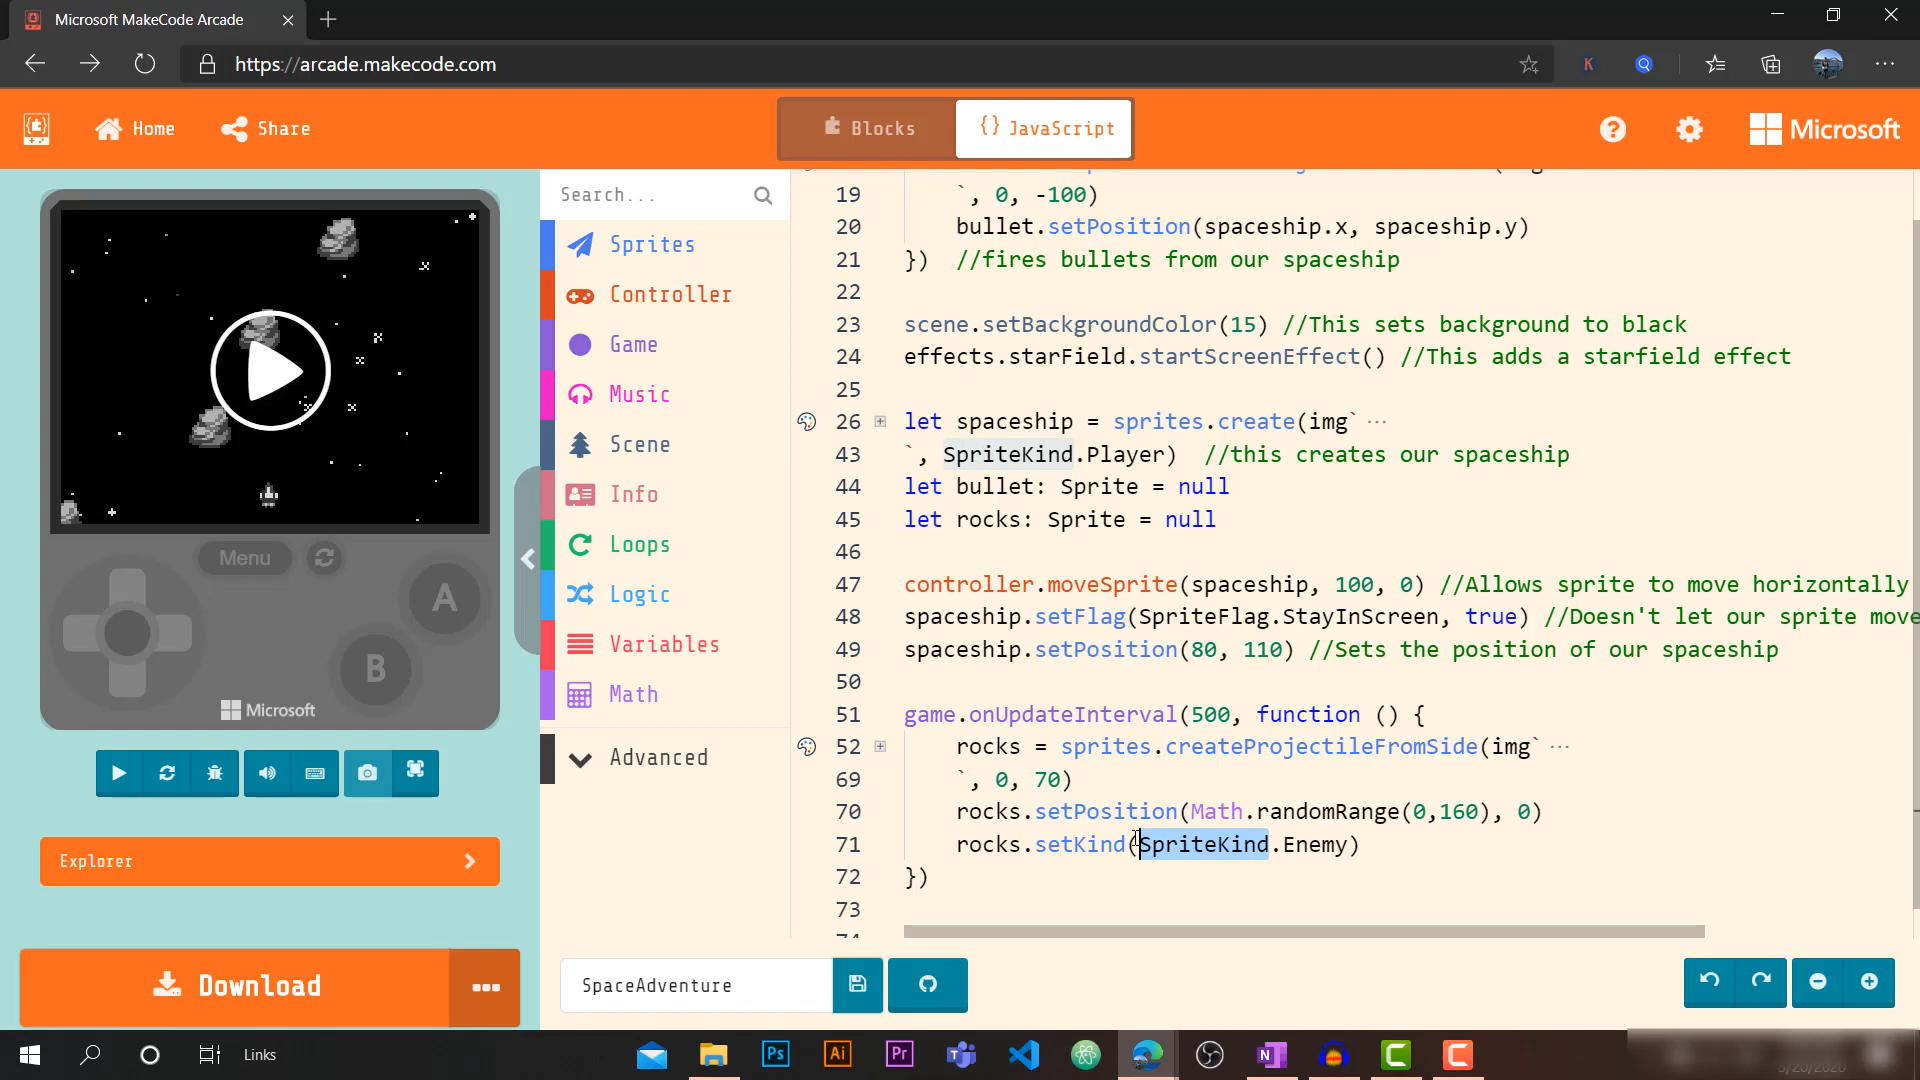 Microsoft MakeCode Arcade
https://arcade.makecode.com
K
Home
Share
Blocks
{} JavaScript
Microsoft
Search...
Sprites
Controller
Game
Music
Scene
Info
Loops
Logic
Variables
Math
Advanced
Menu
A
B
Microsoft
Explorer
Download
19 `, 0, -100)
20 bullet.setPosition(spaceship.x, spaceship.y)
21 }) //fires bullets from our spaceship
22
23 scene.setBackgroundColor(15) //This sets background to black
24 effects.starField.startScreenEffect() //This adds a starfield effect
25
26 let spaceship = sprites.create(img` ...
43 `, SpriteKind.Player) //this creates our spaceship
44 let bullet: Sprite = null
45 let rocks: Sprite = null
46
47 controller.moveSprite(spaceship, 100, 0) //Allows sprite to move horizontally
48 spaceship.setFlag(SpriteFlag.StayInScreen, true) //Doesn't let our sprite move
49 spaceship.setPosition(80, 110) //Sets the position of our spaceship
50
51 game.onUpdateInterval(500, function () {
52 rocks = sprites.createProjectileFromSide(img` ...
69 `, 0, 70)
70 rocks.setPosition(Math.randomRange(0,160), 0)
71 rocks.setKind(SpriteKind.Enemy)
72 })
73
SpaceAdventure
Links
Ps
Ai
Pr